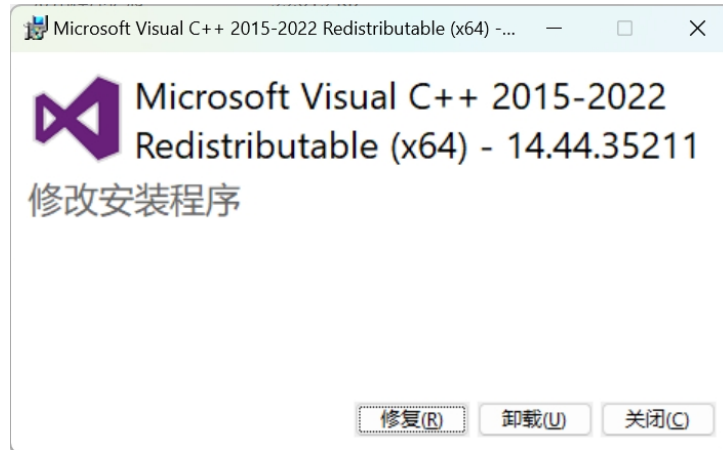 Microsoft Visual C++ 2015-2022 Redistributable (x64) -...
Microsoft Visual C++ 2015-2022
Redistributable (x64) - 14.44.35211
修改安装程序
修复(R)
卸载(U)
关闭(C)